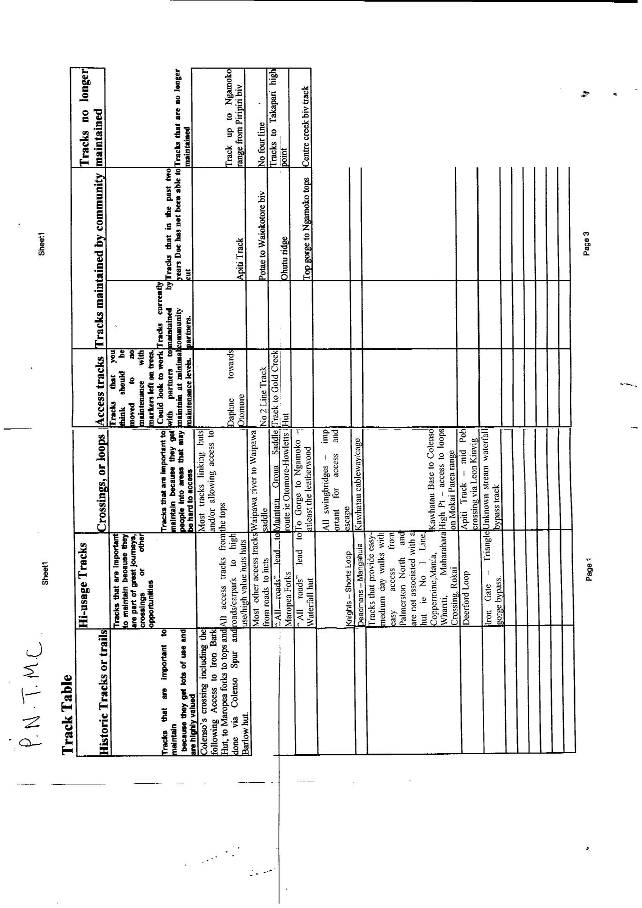 Sheet1
Sheet1
P.N.T.M.C.
Track Table
Historic Tracks or trails
Tracks that are important to
maintain
because they get lots of use and
are highly valued
Colenso's crossing including the
following Access to Iron Bark
Hut, to Maropea forks to tops and
done via Colenso Spur and
Barlow hut.
Hi-usage Tracks
Tracks that are important
to maintain because they
are part of great journeys,
crossings or other
opportunities
All access tracks from
roads/carpark to high
use/high value huts huts
Most other access tracks
from roads to huts
"All roads" lead to
Maropea Forks
"All roads" lead to
Waterfall hut
Knights – Shorts Loop
Deadmans – Mangahuia
Tracks that provide easy-
medium day walks with
easy access from
Palmerston North and
are not associated with a
hut ie No 1 Line,
Coppermine,Manga,
Wharite, Maharahara
Crossing, Rokai
Deerford Loop
Iron Gate – Triangle
gorge bypass.
Crossings, or loops
Tracks that are important to
maintain because they get
people into areas that may
be hard to access
Most tracks linking huts
and/or allowing access to
the tops
Waipawa river to Waipawa
saddle
Mountain Oroua Saddle
route ie Otomore-Howletts
To Gorge to Ngamoko –
atleast the leatherwood
All swingbridges – imp
ortant for access and
escape
Kawhatau cableway/cage
Kawhatau Base to Colenso
High Pt – access to loops
on Mokai Patea range
Apiti Track – mid Poh
crossing via Leon Kinvig
Unknown stream waterfall
bypass track
Access tracks
Tracks that you
think should be
moved to no
maintenance with
markers left on trees.
Could look to work
with partners to
maintain at minimal
maintenance levels.
Daphne towards
Otomore
No 2 Line Track
Track to Gold Creek
Hut
Tracks maintained by community
Tracks currently by
maintained
community
partners.
Tracks that in the past two
years Doc has not been able to
cut
Apiti Track
Potae to Waiokotore biv
Ohutu ridge
Top gorge to Ngamoko tops
Tracks no longer
maintained
Tracks that are no longer
maintained
Track up to Ngamoko
range from Piripiri biv
No four line
Tracks to Takapari high
point
Centre creek biv track
Page 1
Page 3